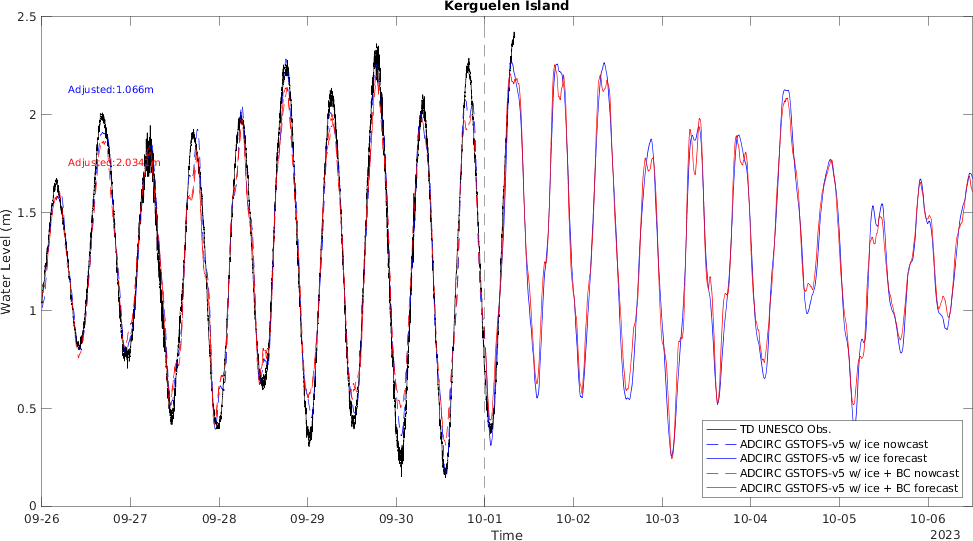 Kerguelen Island
2.5
2
1.5
1
0.5
0
Water Level (m)
Adjusted:1.066m
Adjusted:2.034
m
TD UNESCO Obs.
ADCIRC GSTOFS-v5 w/ ice nowcast
ADCIRC GSTOFS-v5 w/ ice forecast
ADCIRC GSTOFS-v5 w/ ice + BC nowcast
ADCIRC GSTOFS-v5 w/ ice + BC forecast
09-26 09-27 09-28 09-29 09-30 10-01 10-02 10-03 10-04 10-05 10-06
Time
2023